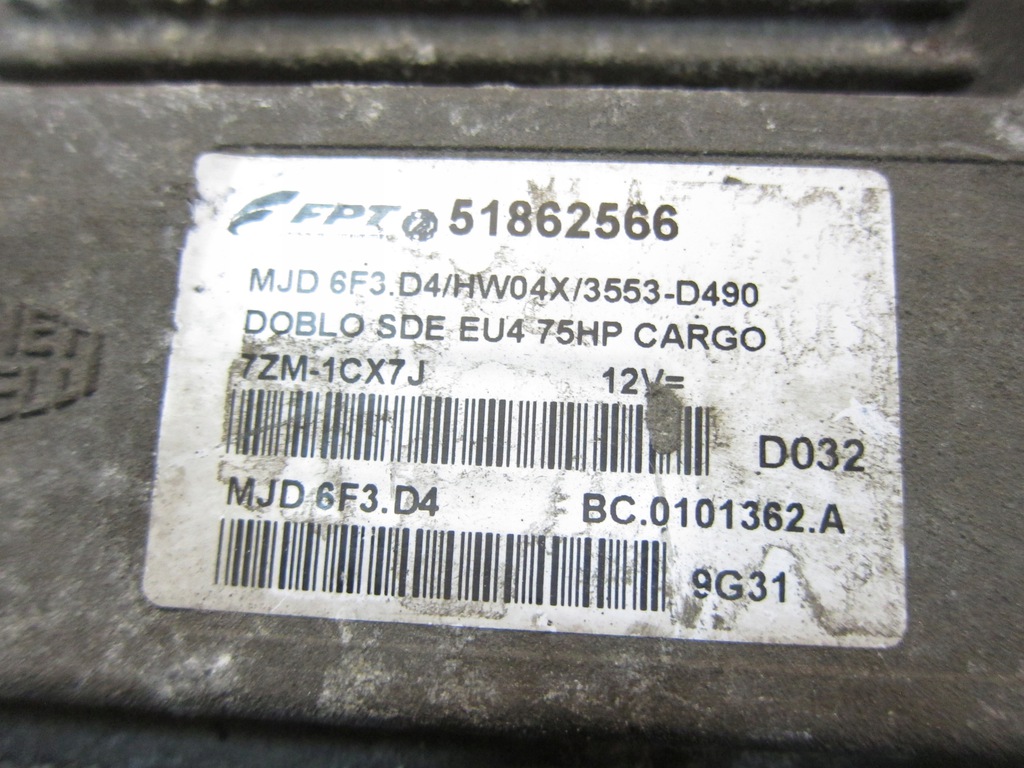 FPT 51862566
MJD 6F3.D4/HW04X/3553-D490
DOBLO SDE EU4 75HP CARGO
7ZM-1CX7J 12V=
D032
MJD 6F3.D4 BC.0101362.A
9G31